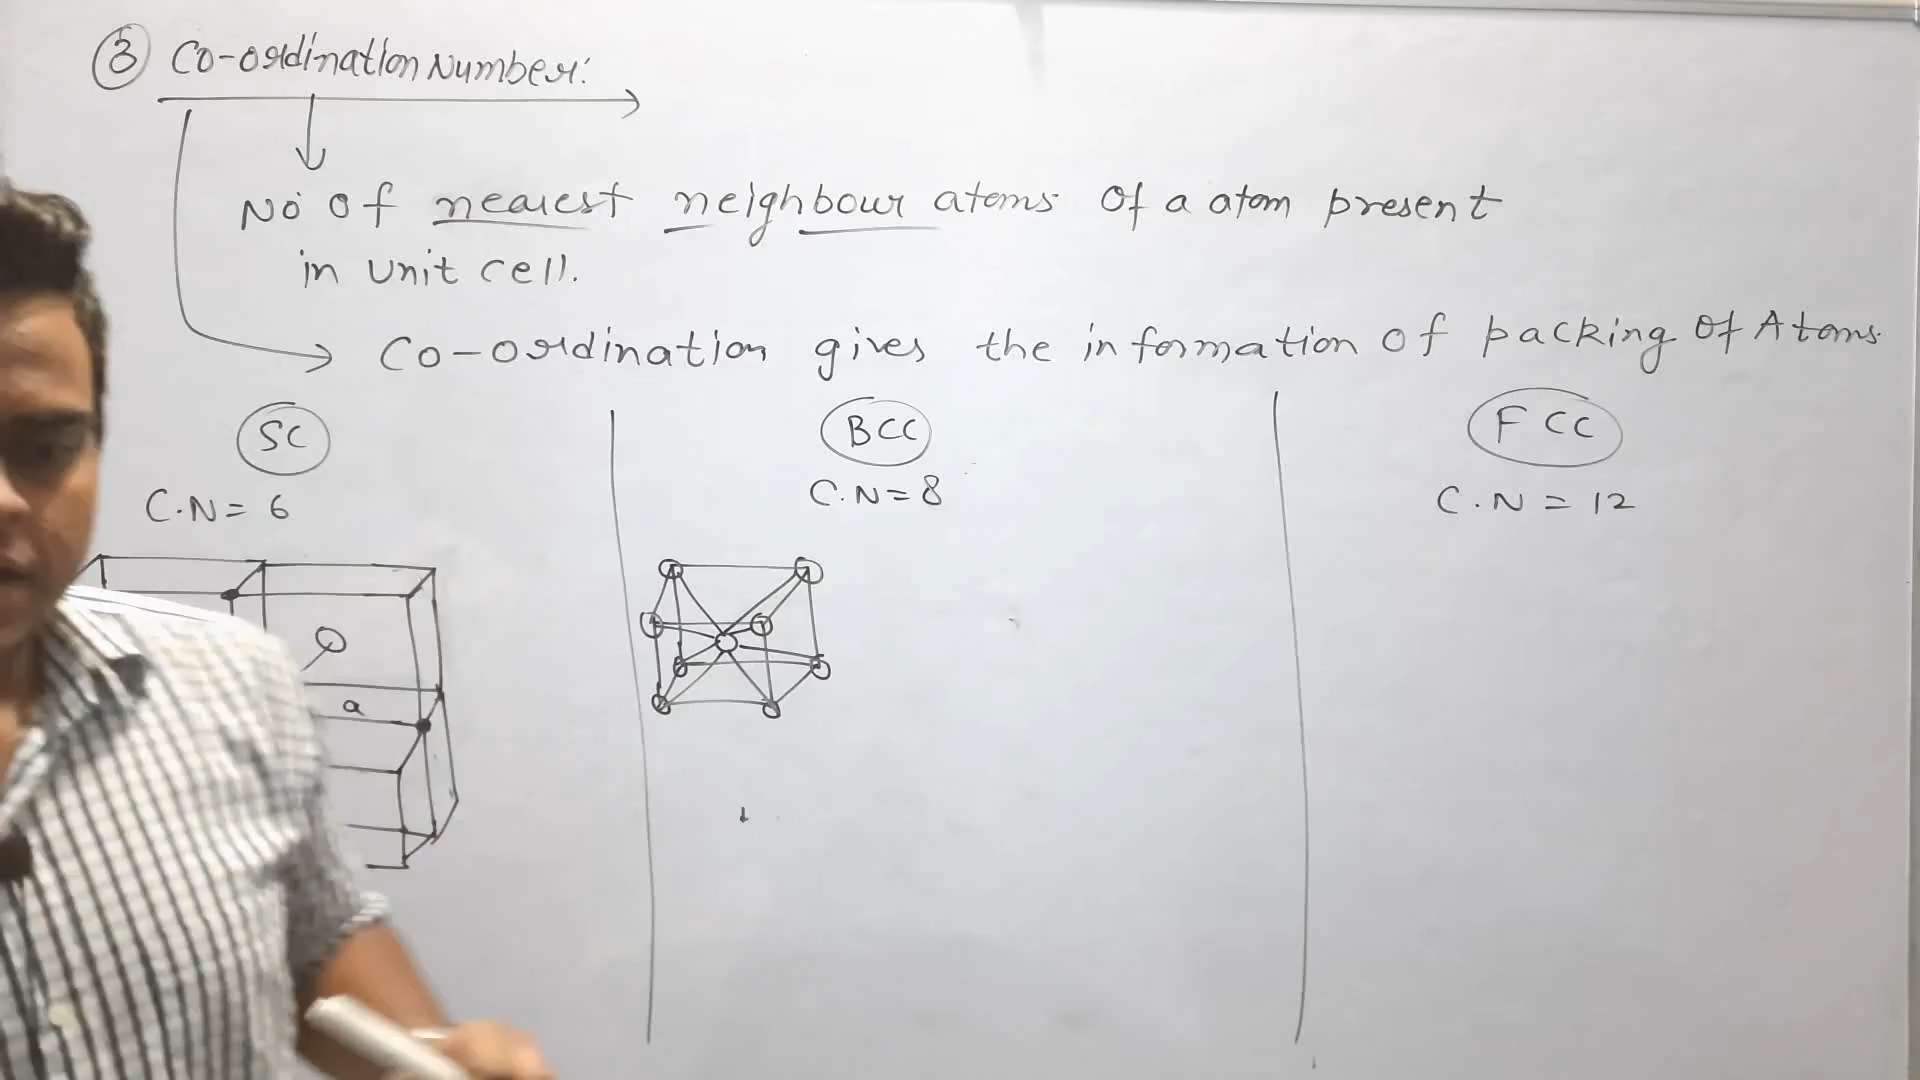 3 Co-ordination Number:
No of nearest neighbour atoms of a atom present
in unit cell.
Co-ordination gives the information of packing of Atoms
SC
C.N = 6
a
BCC
C.N = 8
FCC
C.N = 12